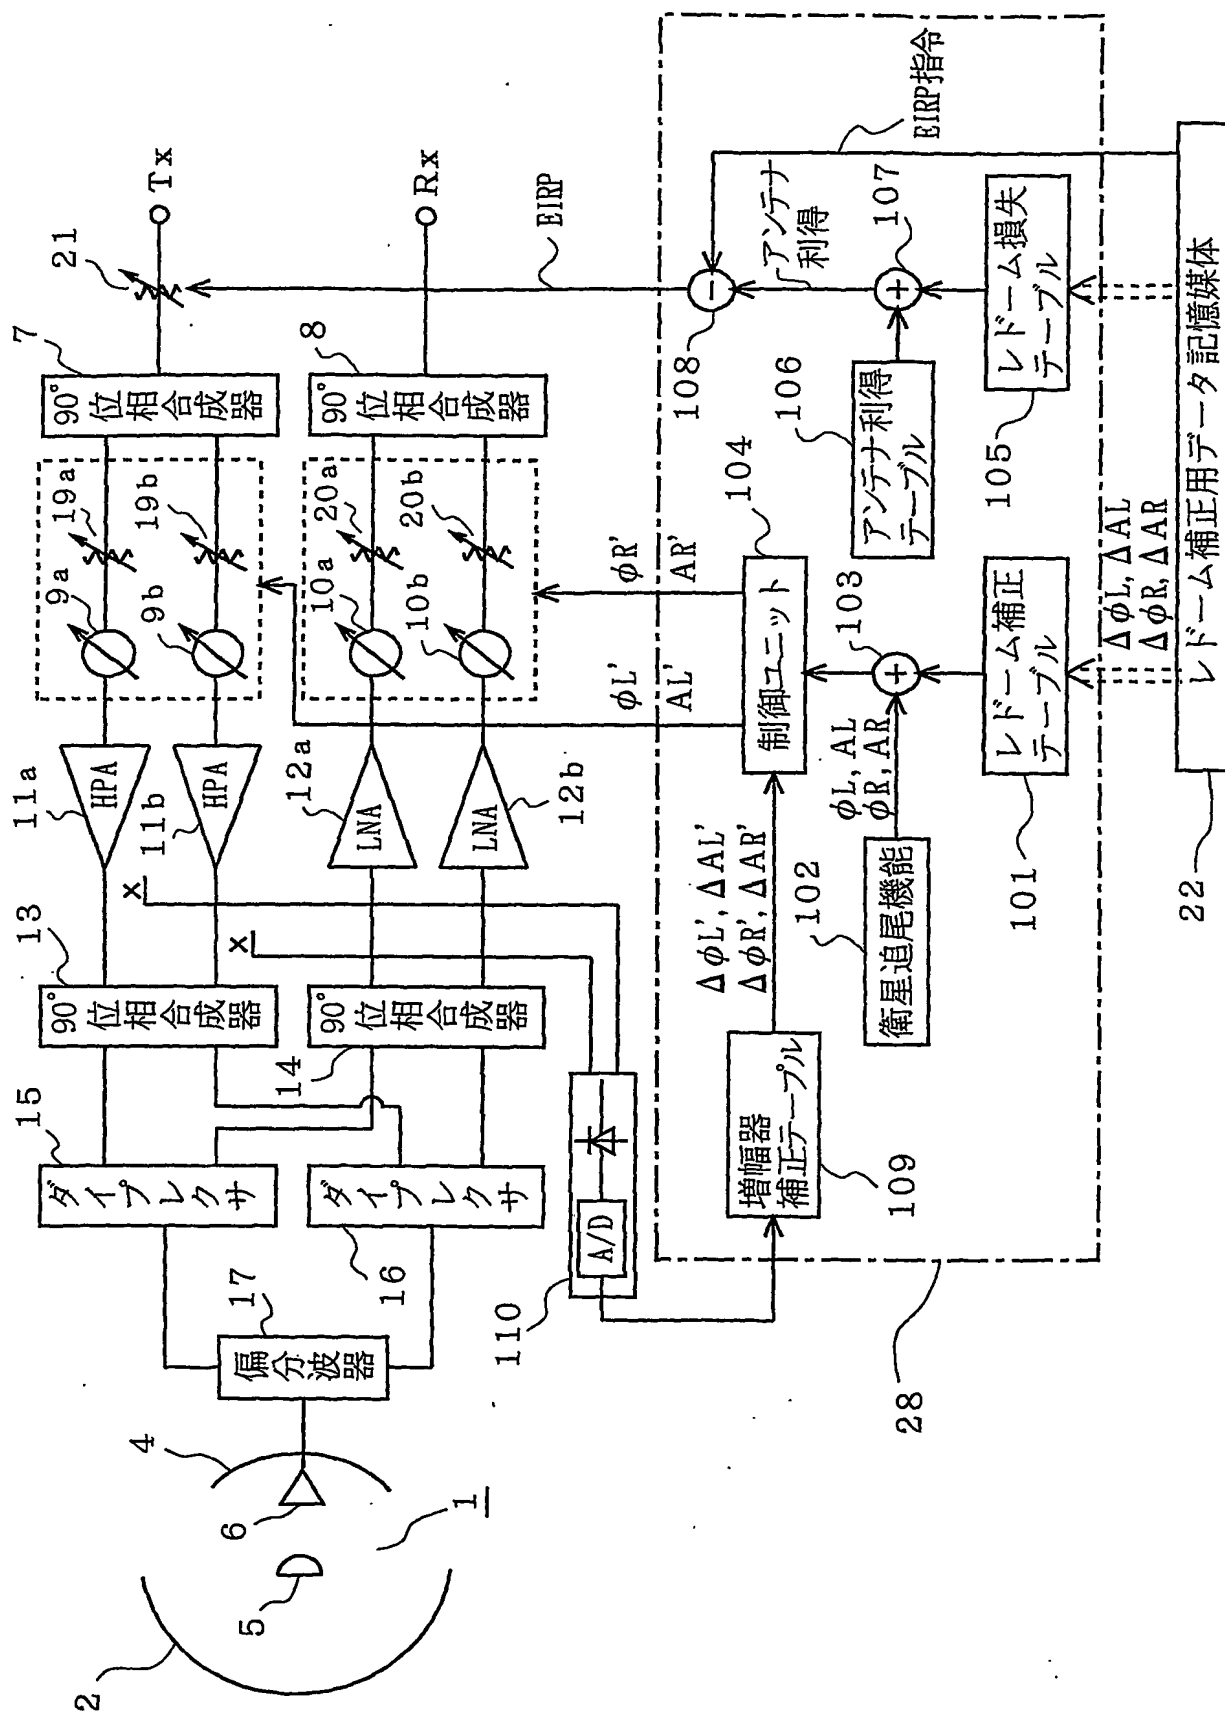 2
4
5
6
1
17
偏分波器
15
ダイプレクサ
16
ダイプレクサ
13
90°
位相合成器
14
90°
位相合成器
x
x
11a
HPA
11b
HPA
12a
LNA
12b
LNA
9a
19a
9b
19b
10a
20a
10b
20b
7
90°
位相合成器
8
90°
位相合成器
21
Tx
Rx
EIRP
110
A/D
φL'
AL'
φR'
AR'
28
増幅器
補正テーブル
109
ΔφL', ΔAL'
ΔφR', ΔAR'
制御ユニット
104
102
衛星追尾機能
φL, AL
φR, AR
103
+
101
レドーム補正
テーブル
106
アンテナ利得
テーブル
108
-
アンテナ
利得
107
+
105
レドーム損失
テーブル
EIRP指令
ΔφL, ΔAL
ΔφR, ΔAR
22
レドーム補正用データ記憶媒体